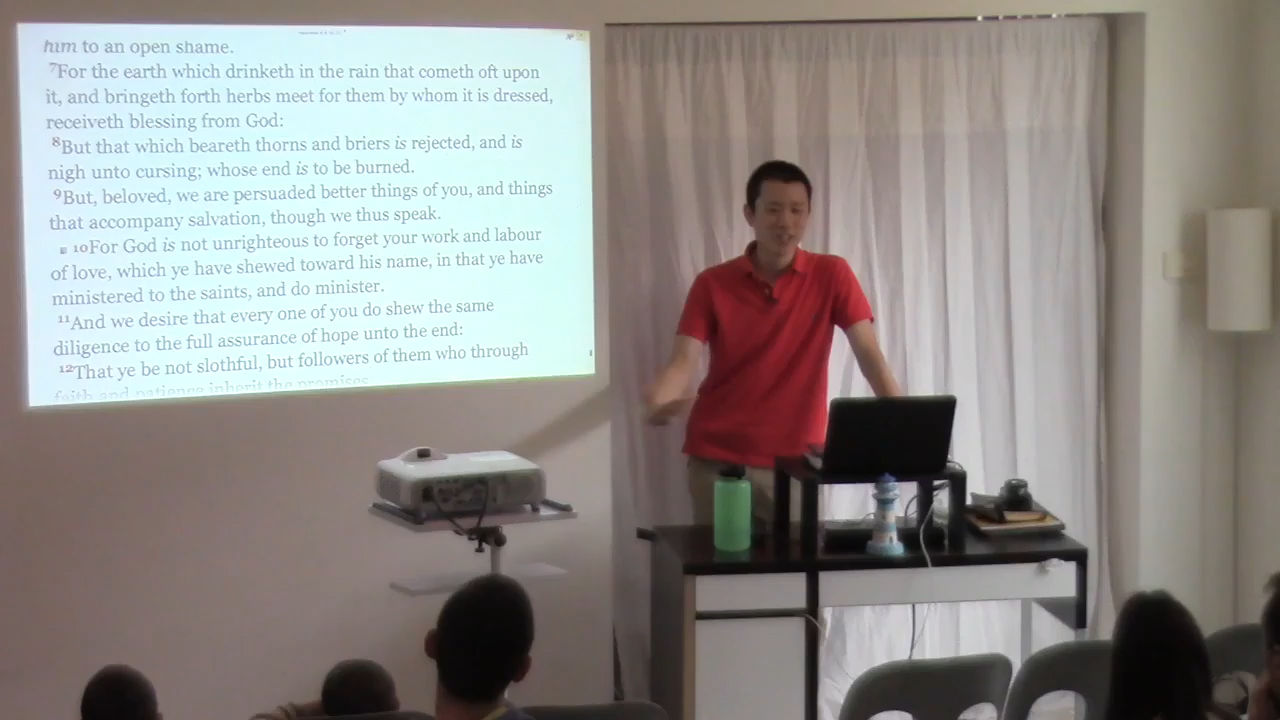 him to an open shame.
7For the earth which drinketh in the rain that cometh oft upon
it, and bringeth forth herbs meet for them by whom it is dressed,
receiveth blessing from God:
8But that which beareth thorns and briers is rejected, and is
nigh unto cursing; whose end is to be burned.
9But, beloved, we are persuaded better things of you, and things
that accompany salvation, though we thus speak.
10For God is not unrighteous to forget your work and labour
of love, which ye have shewed toward his name, in that ye have
ministered to the saints, and do minister.
11And we desire that every one of you do shew the same
diligence to the full assurance of hope unto the end:
12That ye be not slothful, but followers of them who through
faith and patience inherit the promises